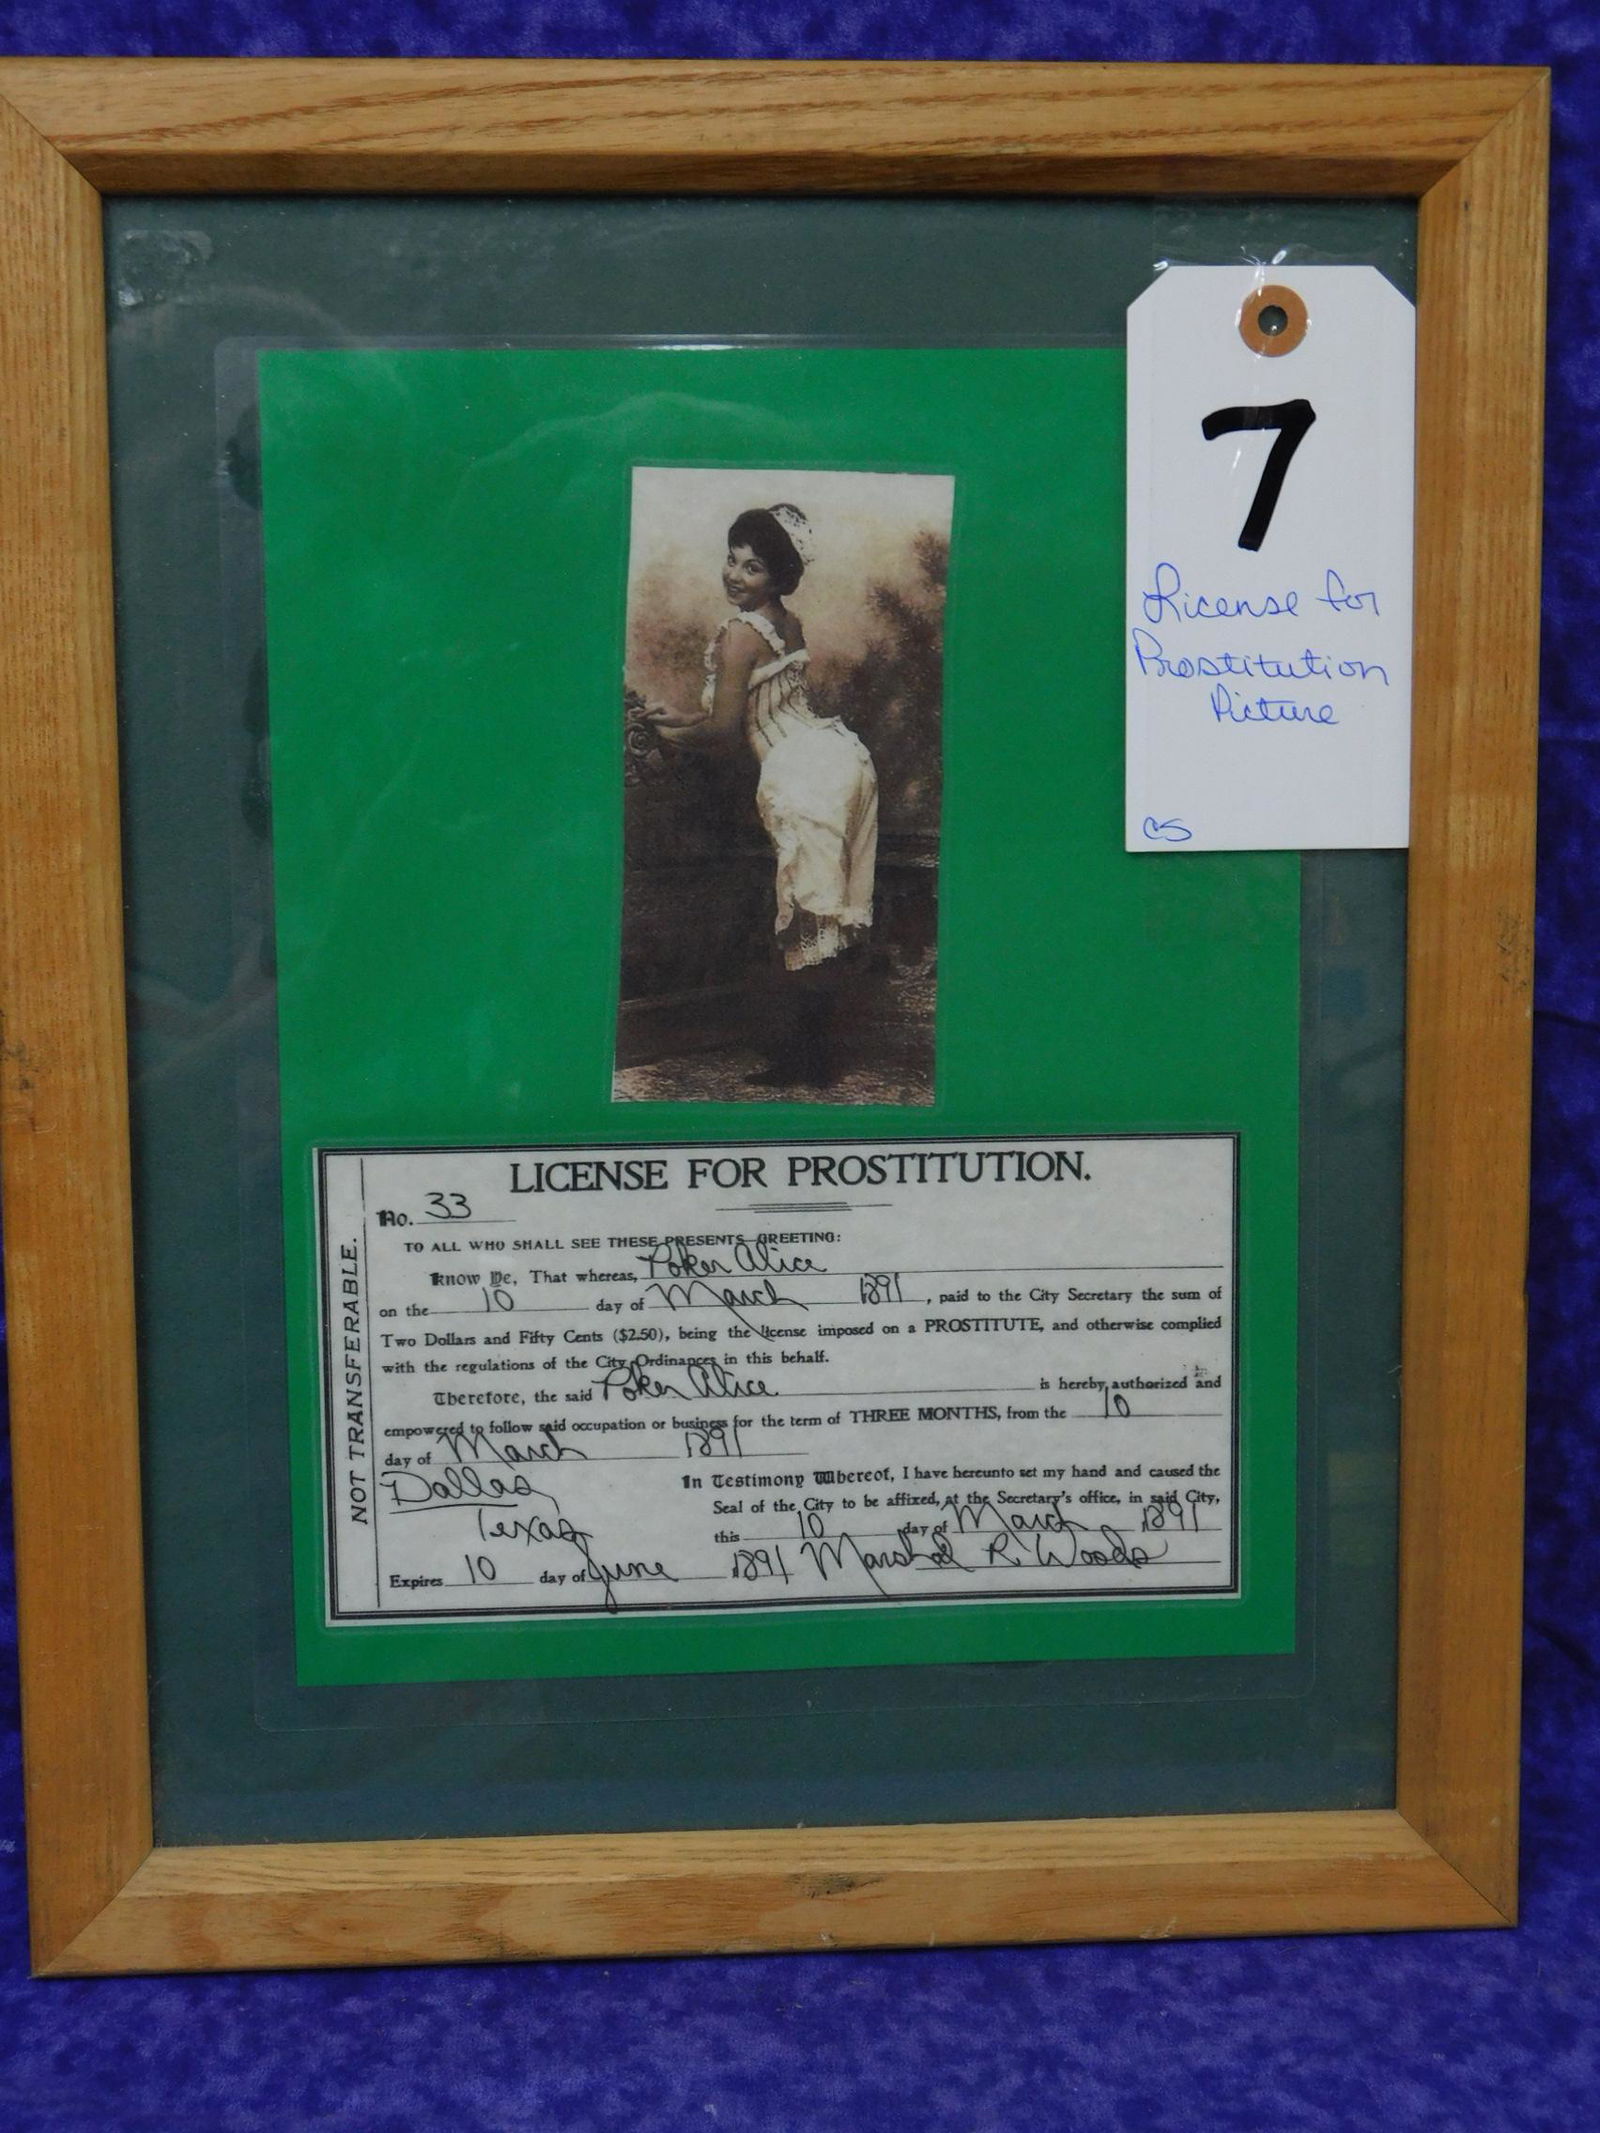 7
License for
Prostitution
Picture
CS
LICENSE FOR PROSTITUTION.
No. 33
TO ALL WHO SHALL SEE THESE PRESENTS GREETING:
Know Ye, That whereas, Poker Alice
on the 10 day of March 1891, paid to the City Secretary the sum of
Two Dollars and Fifty Cents ($2.50), being the license imposed on a PROSTITUTE, and otherwise complied
with the regulations of the City Ordinances in this behalf.
Therefore, the said Poker Alice is hereby authorized and
empowered to follow said occupation or business for the term of THREE MONTHS, from the 10
day of March 1891
Dallas,
Texas
In Testimony Whereof, I have hereunto set my hand and caused the
Seal of the City to be affixed, at the Secretary's office, in said City,
this 10 day of March 1891
Expires 10 day of June 1891 Marshal R. Woods
NOT TRANSFERABLE.